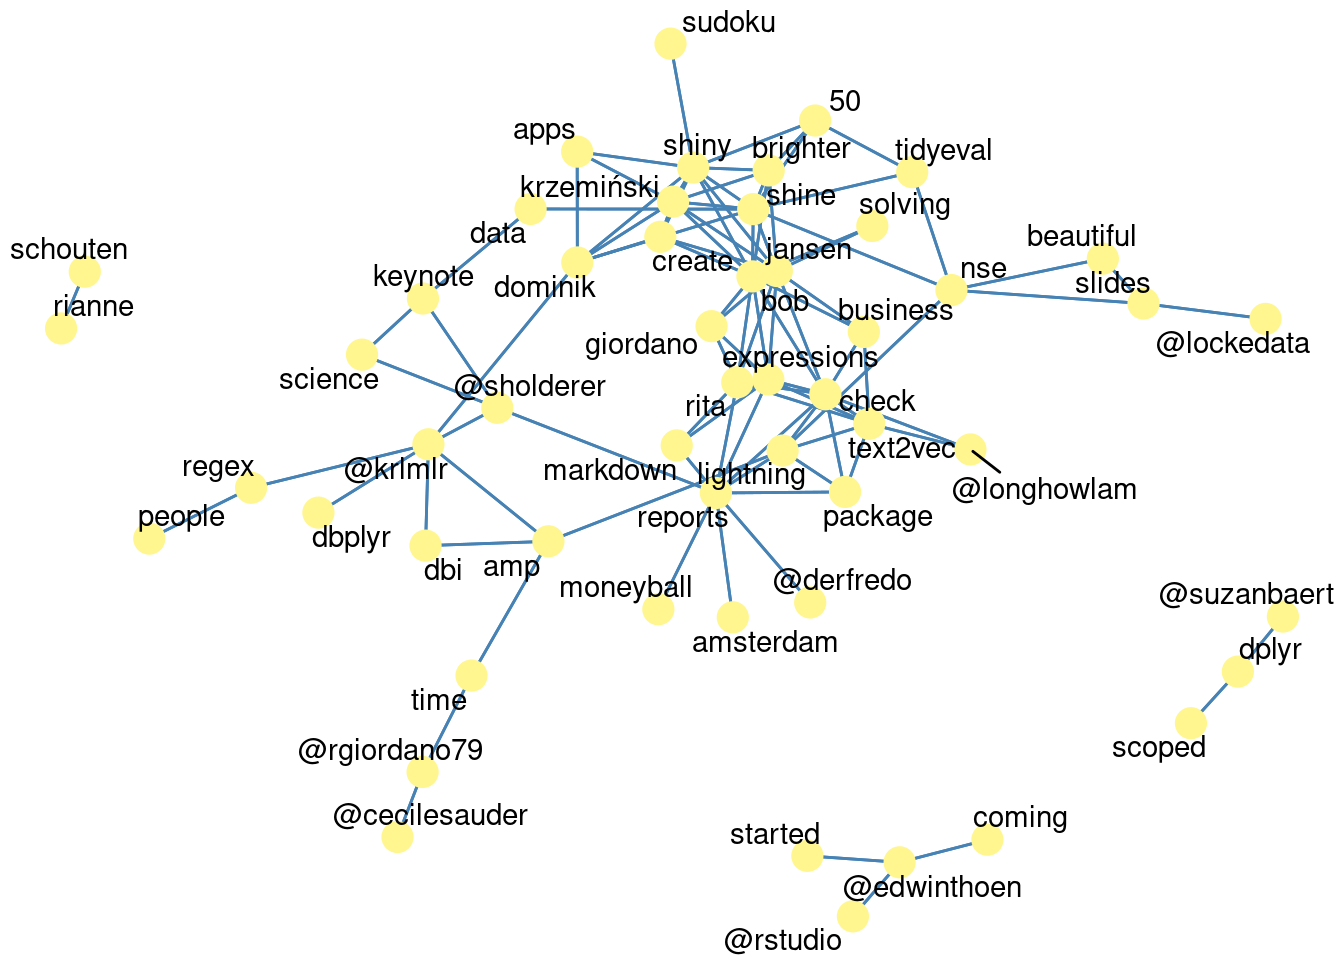 sudoku
50
apps
shiny
brighter
tidyeval
krzemiński
shine
solving
data
schouten
create
jansen
beautiful
keynote
dominik
nse
slides
rianne
bob
business
giordano
@lockedata
expressions
science
@sholderer
rita
check
regex
@krlmlr
markdown
lightning
text2vec
@longhowlam
people
dbplyr
reports
package
dbi
amp
moneyball
@derfredo
@suzanbaert
amsterdam
dplyr
time
scoped
@rgiordano79
@cecilesauder
started
coming
@edwinthoen
@rstudio